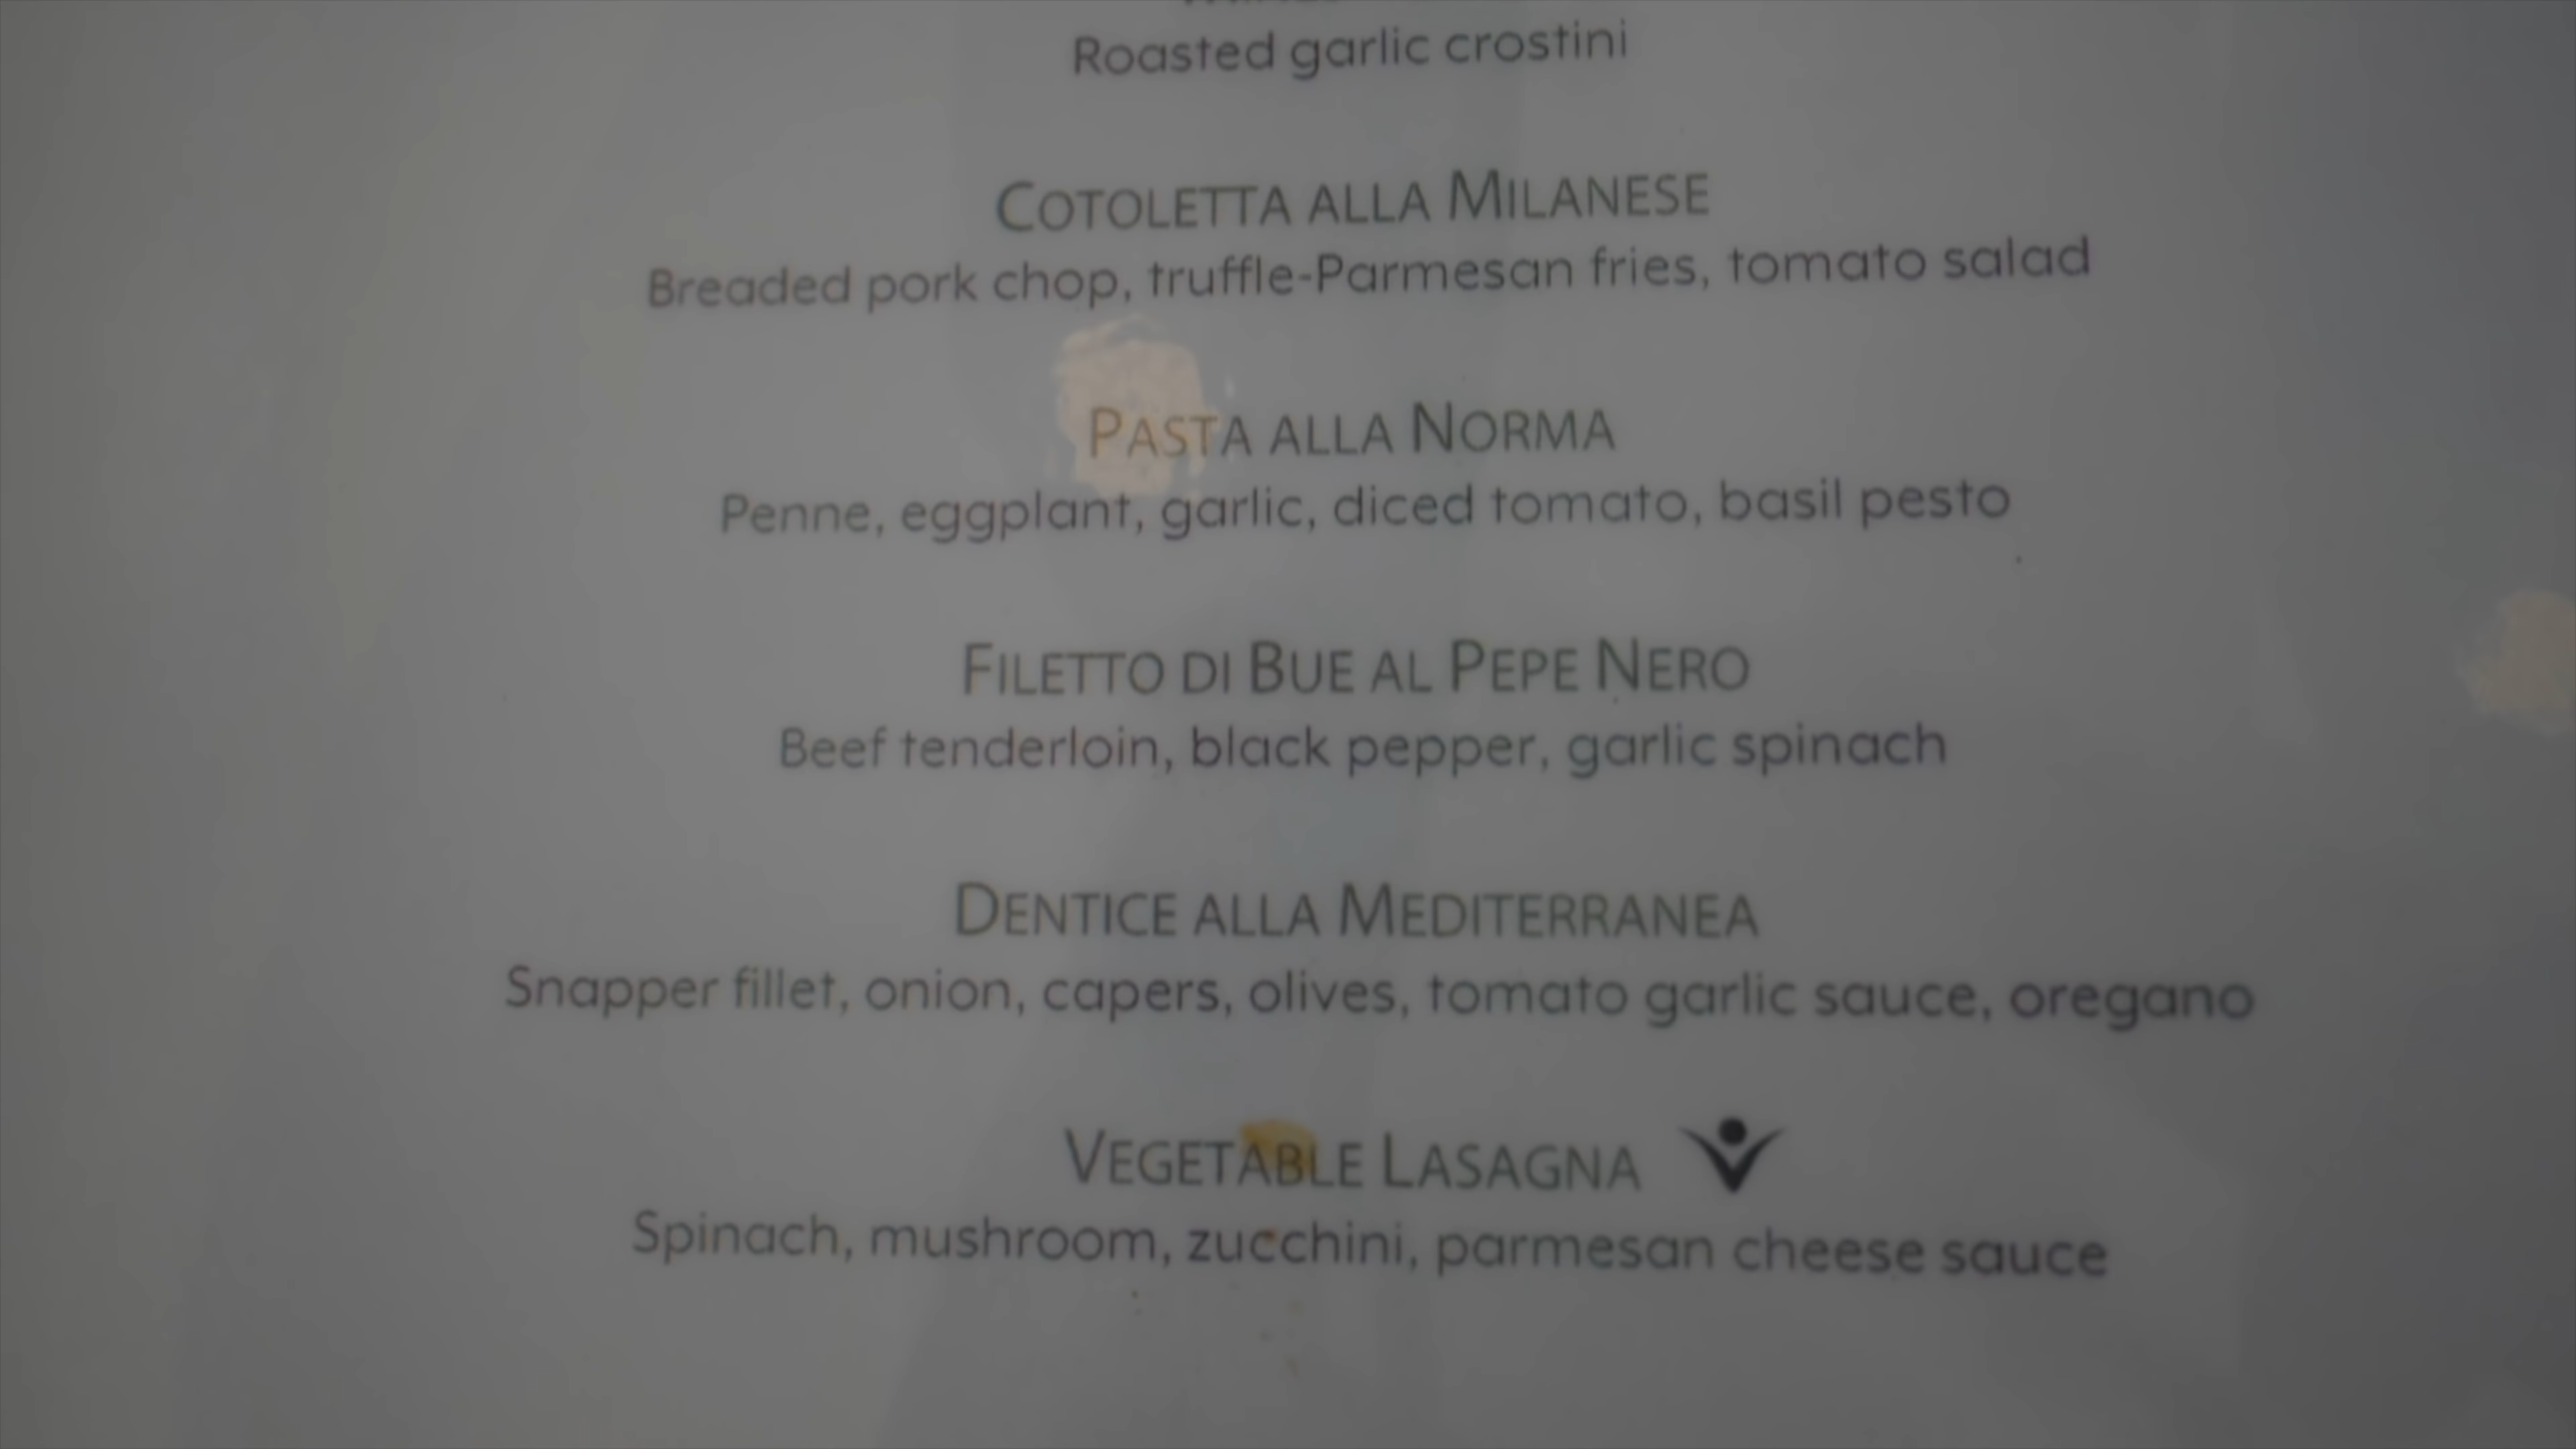 Roasted garlic crostini
COTOLETTA ALLA MILANESE
Breaded pork chop, truffle-Parmesan fries, tomato salad
PASTA ALLA NORMA
Penne, eggplant, garlic, diced tomato, basil pesto
FILETTO DI BUE AL PEPE NERO
Beef tenderloin, black pepper, garlic spinach
DENTICE ALLA MEDITERRANEA
Snapper fillet, onion, capers, olives, tomato garlic sauce, oregano
VEGETABLE LASAGNA
Spinach, mushroom, zucchini, parmesan cheese sauce